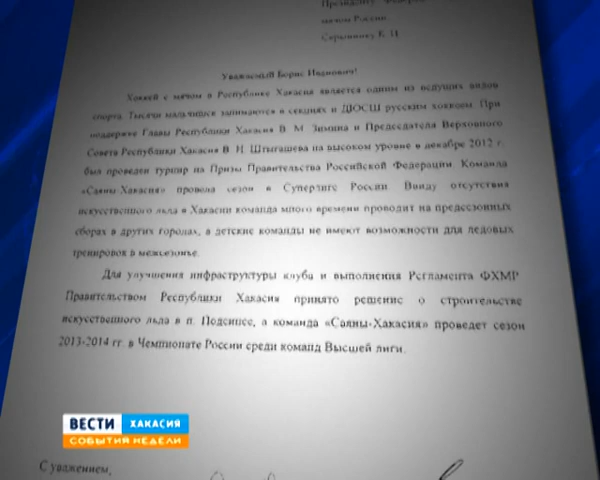 Президенту Федер
мячом России
Скрыннику Б. И.
Уважаемый Борис Иванович!
Хоккей с мячом в Республике Хакасия является одним из ведущих видов
спорта. Тысячи мальчишек занимаются в секциях и ДЮСШ русским хоккеем. При
поддержке Главы Республики Хакасия В. М. Зимина и Председателя Верховного
Совета Республики Хакасия В. Н. Штыгашева на высоком уровне в декабре 2012 г.
был проведен турнир на Призы Правительства Российской Федерации. Команда
«Саяны-Хакасия» провела сезон в Суперлиге России. Ввиду отсутствия
искусственного льда в Хакасии команда много времени проводит на предсезонных
сборах в других городах, а детские команды не имеют возможности для ледовых
тренировок в межсезонье.
Для улучшения инфраструктуры клуба и выполнения Регламента ФХМР
Правительством Республики Хакасия принято решение о строительстве
искусственного льда в п. Подсинее, а команда «Саяны-Хакасия» проведет сезон
2013-2014 гг. в Чемпионате России среди команд Высшей лиги.
ВЕСТИ ХАКАСИЯ
СОБЫТИЯ НЕДЕЛИ
С уважением,